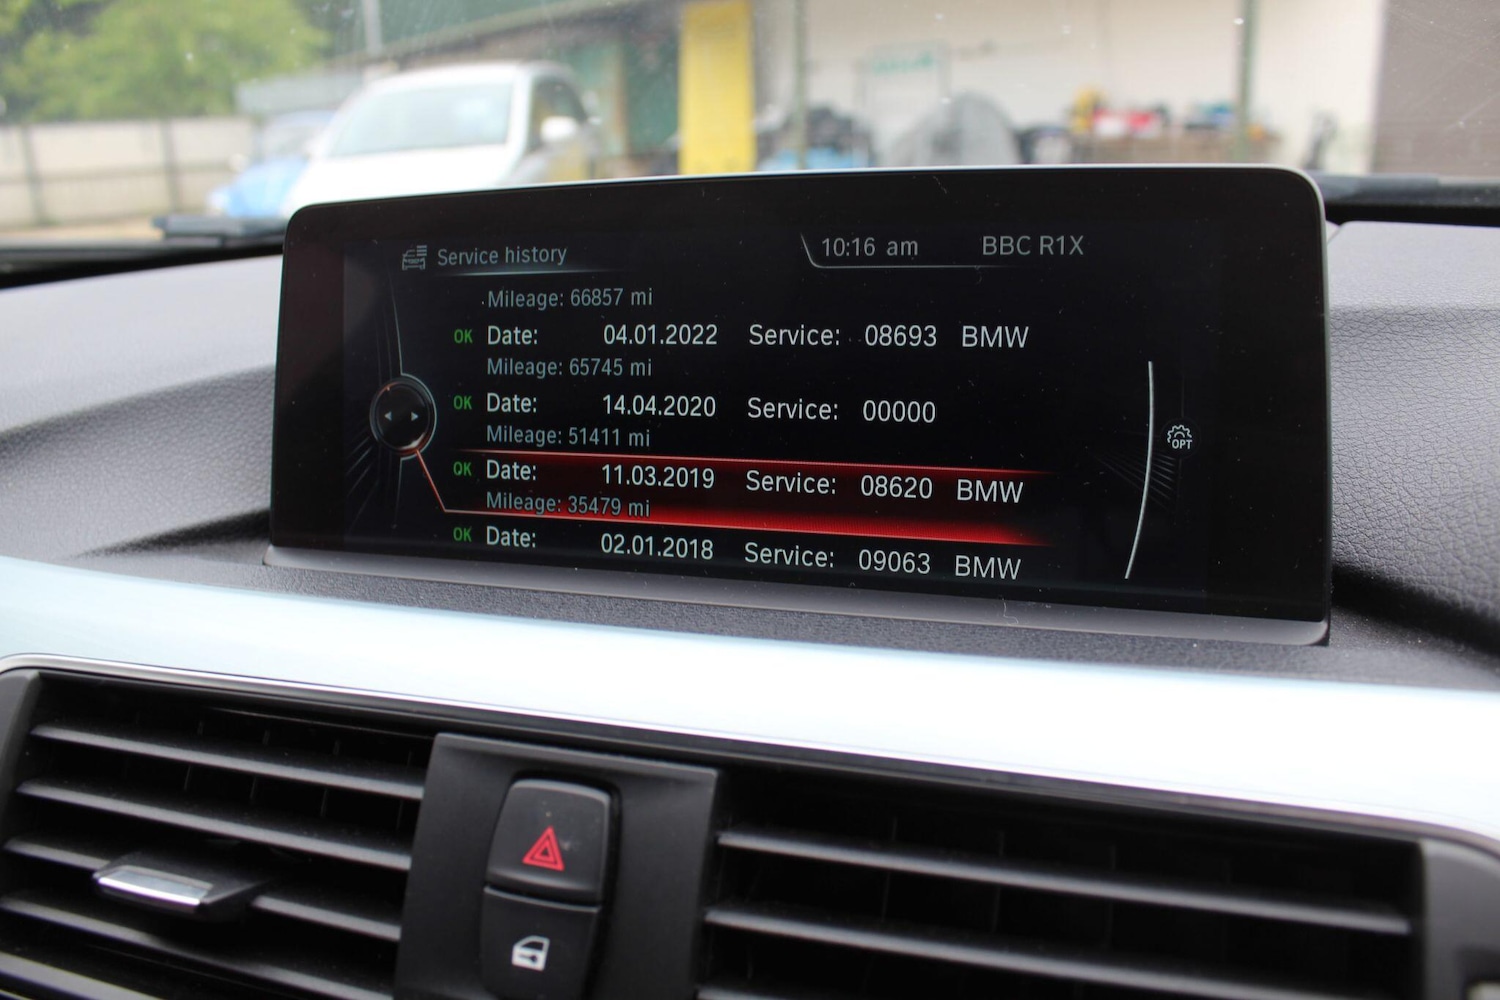 Service history
10:16 am
BBC R1X
Mileage: 66857 mi
OK Date: 04.01.2022 Service: 08693 BMW
Mileage: 65745 mi
OK Date: 14.04.2020 Service: 00000
Mileage: 51411 mi
OK Date: 11.03.2019 Service: 08620 BMW
Mileage: 35479 mi
OK Date: 02.01.2018 Service: 09063 BMW
OPT